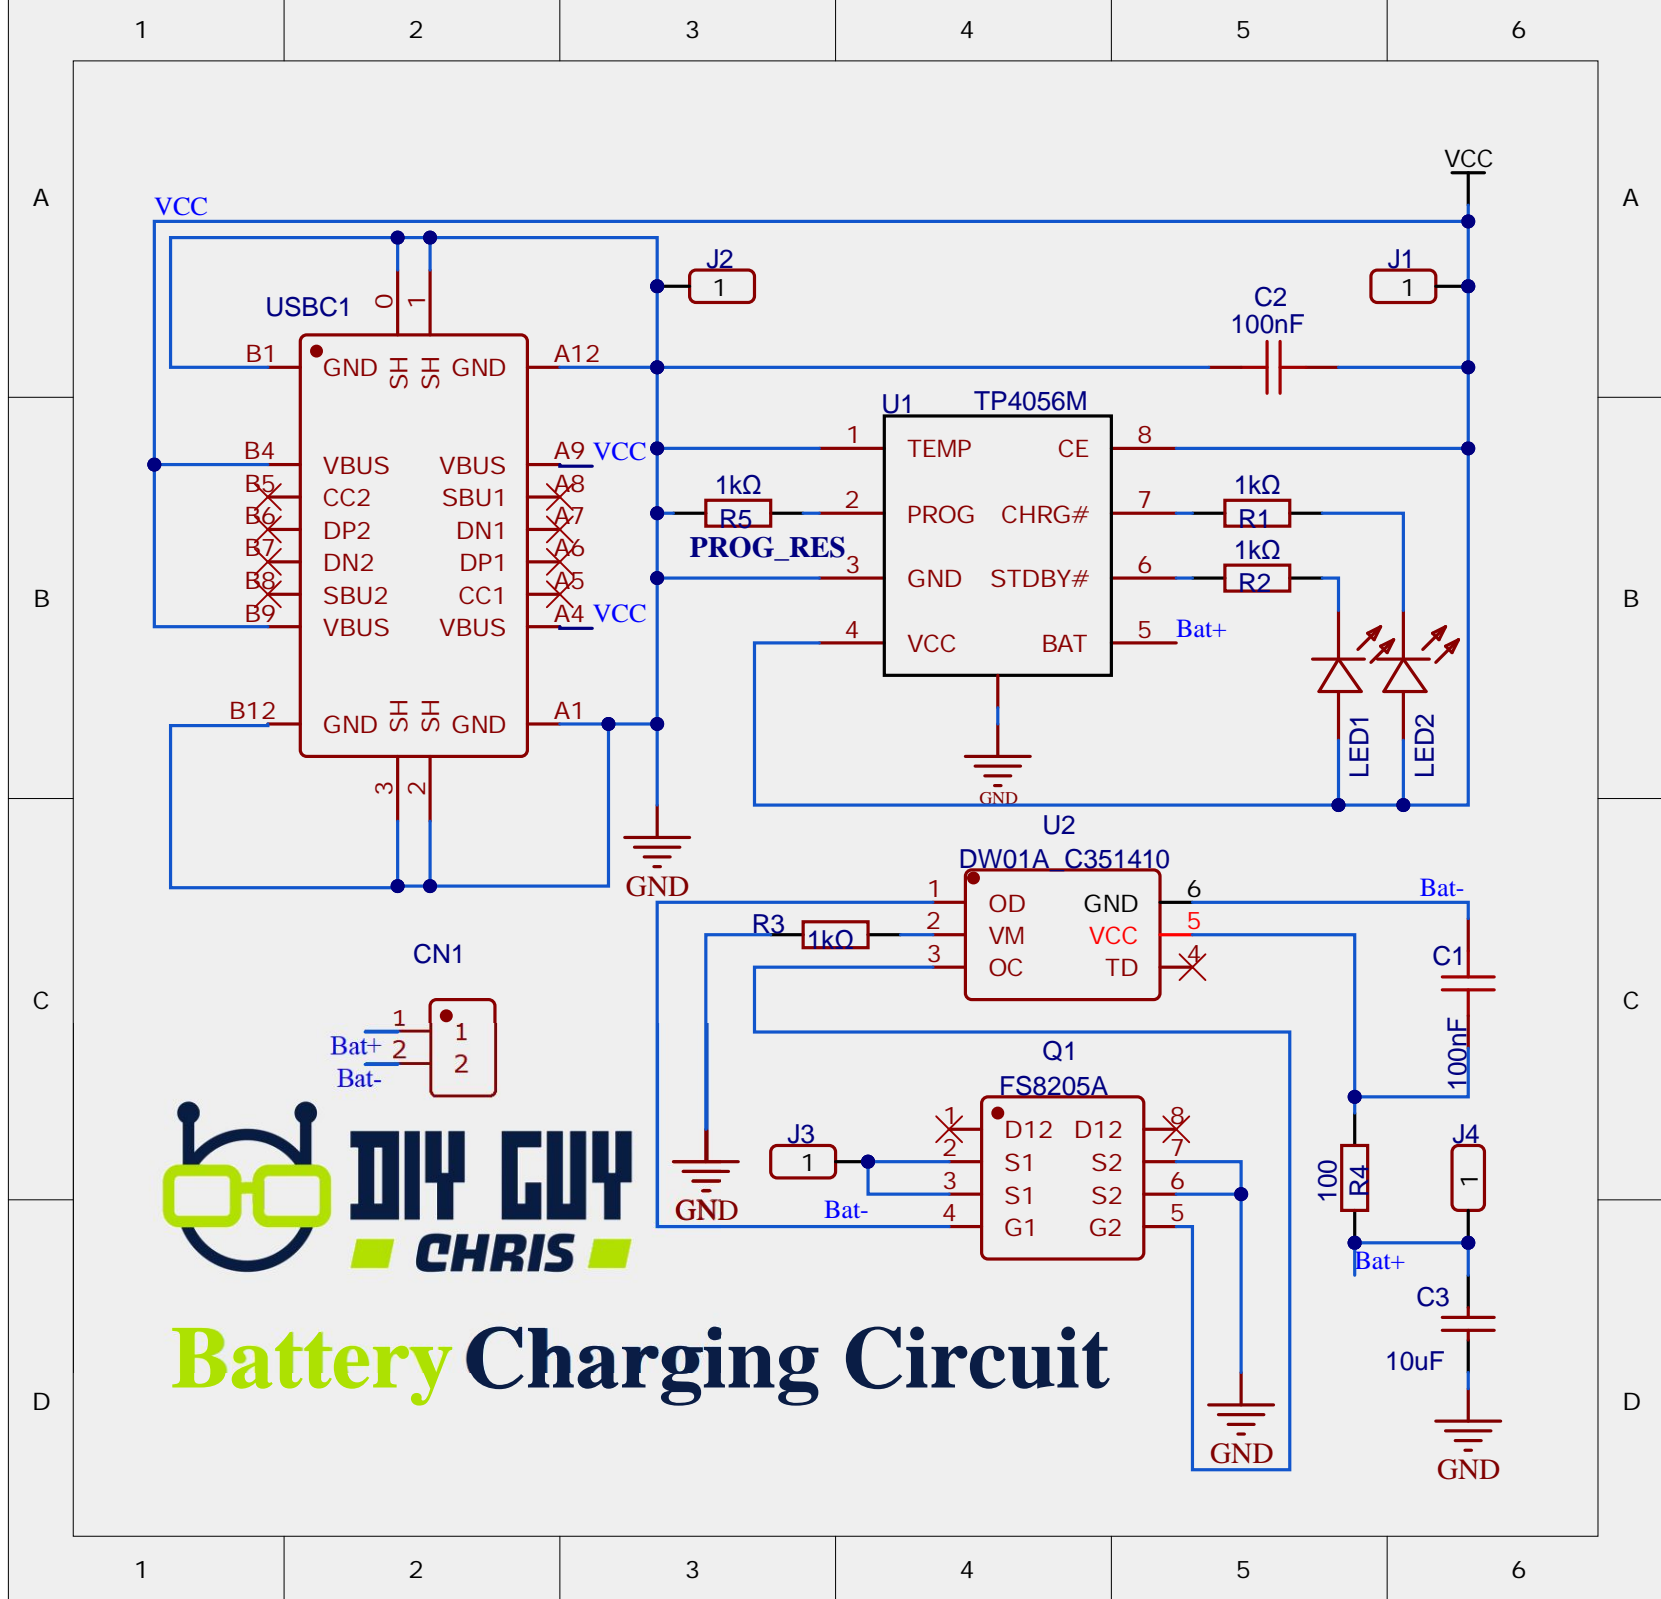 1 2 3 4 5 6
A A
VCC
VCC
J2
1
J1
1
C2
100nF
USBC1
0 1
B1 GND SH SH GND A12
U1 TP4056M
1 TEMP CE 8
B4 VBUS VBUS A9 VCC
B5 CC2 SBU1 A8
B6 DP2 DN1 A7
B7 DN2 DP1 A6
B8 SBU2 CC1 A5
B9 VBUS VBUS A4 VCC
1kΩ
R5
PROG_RES
2 PROG CHRG# 7
1kΩ
R1
3 GND STDBY# 6
1kΩ
R2
4 VCC BAT 5 Bat+
B B
B12 GND SH SH GND A1
3 2
LED1 LED2
GND
GND
U2
DW01A_C351410
1 OD GND 6 Bat-
R3 1kΩ 2 VM VCC 5
3 OC TD 4
C1
100nF
C C
CN1
1 1
Bat+ 2 2
Bat-
Q1
FS8205A
1 D12 D12 8
J3
1
2 S1 S2 7
3 S1 S2 6
Bat-
4 G1 G2 5
GND
100 R4
J4
1
Bat+
C3
10uF
DIY GUY
CHRIS
Battery Charging Circuit
GND
GND
D D
1 2 3 4 5 6